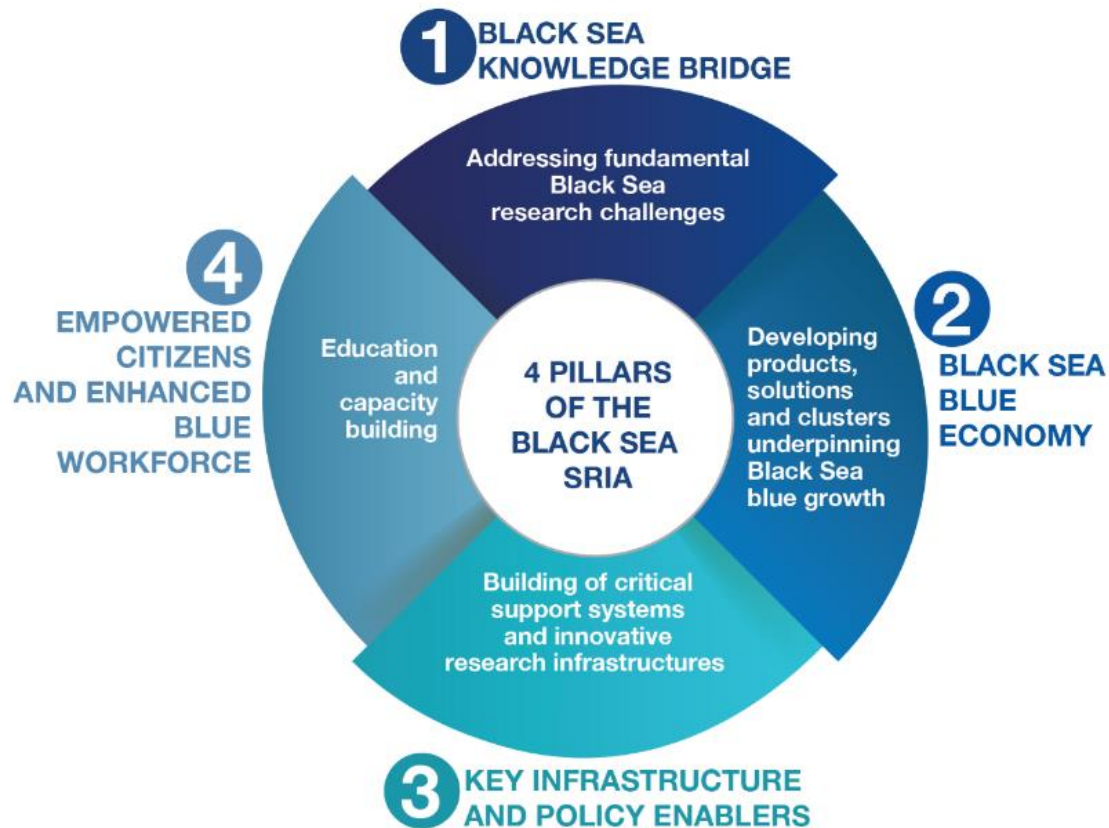 1
BLACK SEA
KNOWLEDGE BRIDGE
Addressing fundamental
Black Sea
research challenges
2
BLACK SEA
BLUE
ECONOMY
Developing
products,
solutions
and clusters
underpinning
Black Sea
blue growth
3
KEY INFRASTRUCTURE
AND POLICY ENABLERS
Building of critical
support systems
and innovative
research infrastructures
4
EMPOWERED
CITIZENS
AND ENHANCED
BLUE
WORKFORCE
Education
and
capacity
building
4 PILLARS
OF THE
BLACK SEA
SRIA